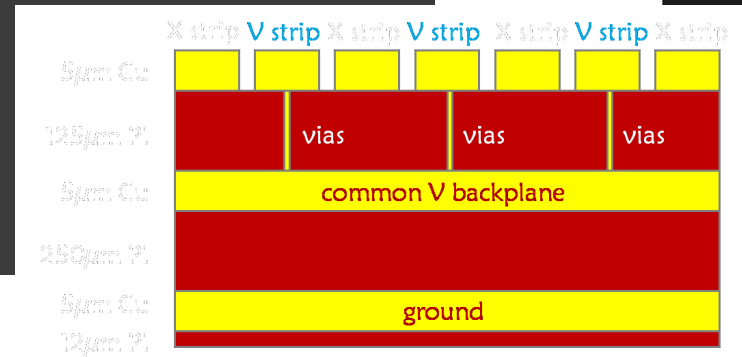 X strip V strip X strip V strip X strip V strip X strip
5µm Cu
125µm PI
vias vias vias
5µm Cu
common V backplane
250µm PI
5µm Cu
ground
12µm PI